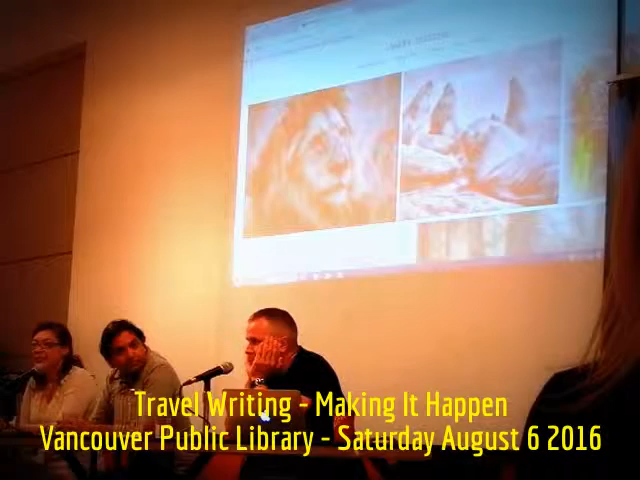 Travel Writing - Making It Happen
Vancouver Public Library - Saturday August 6 2016